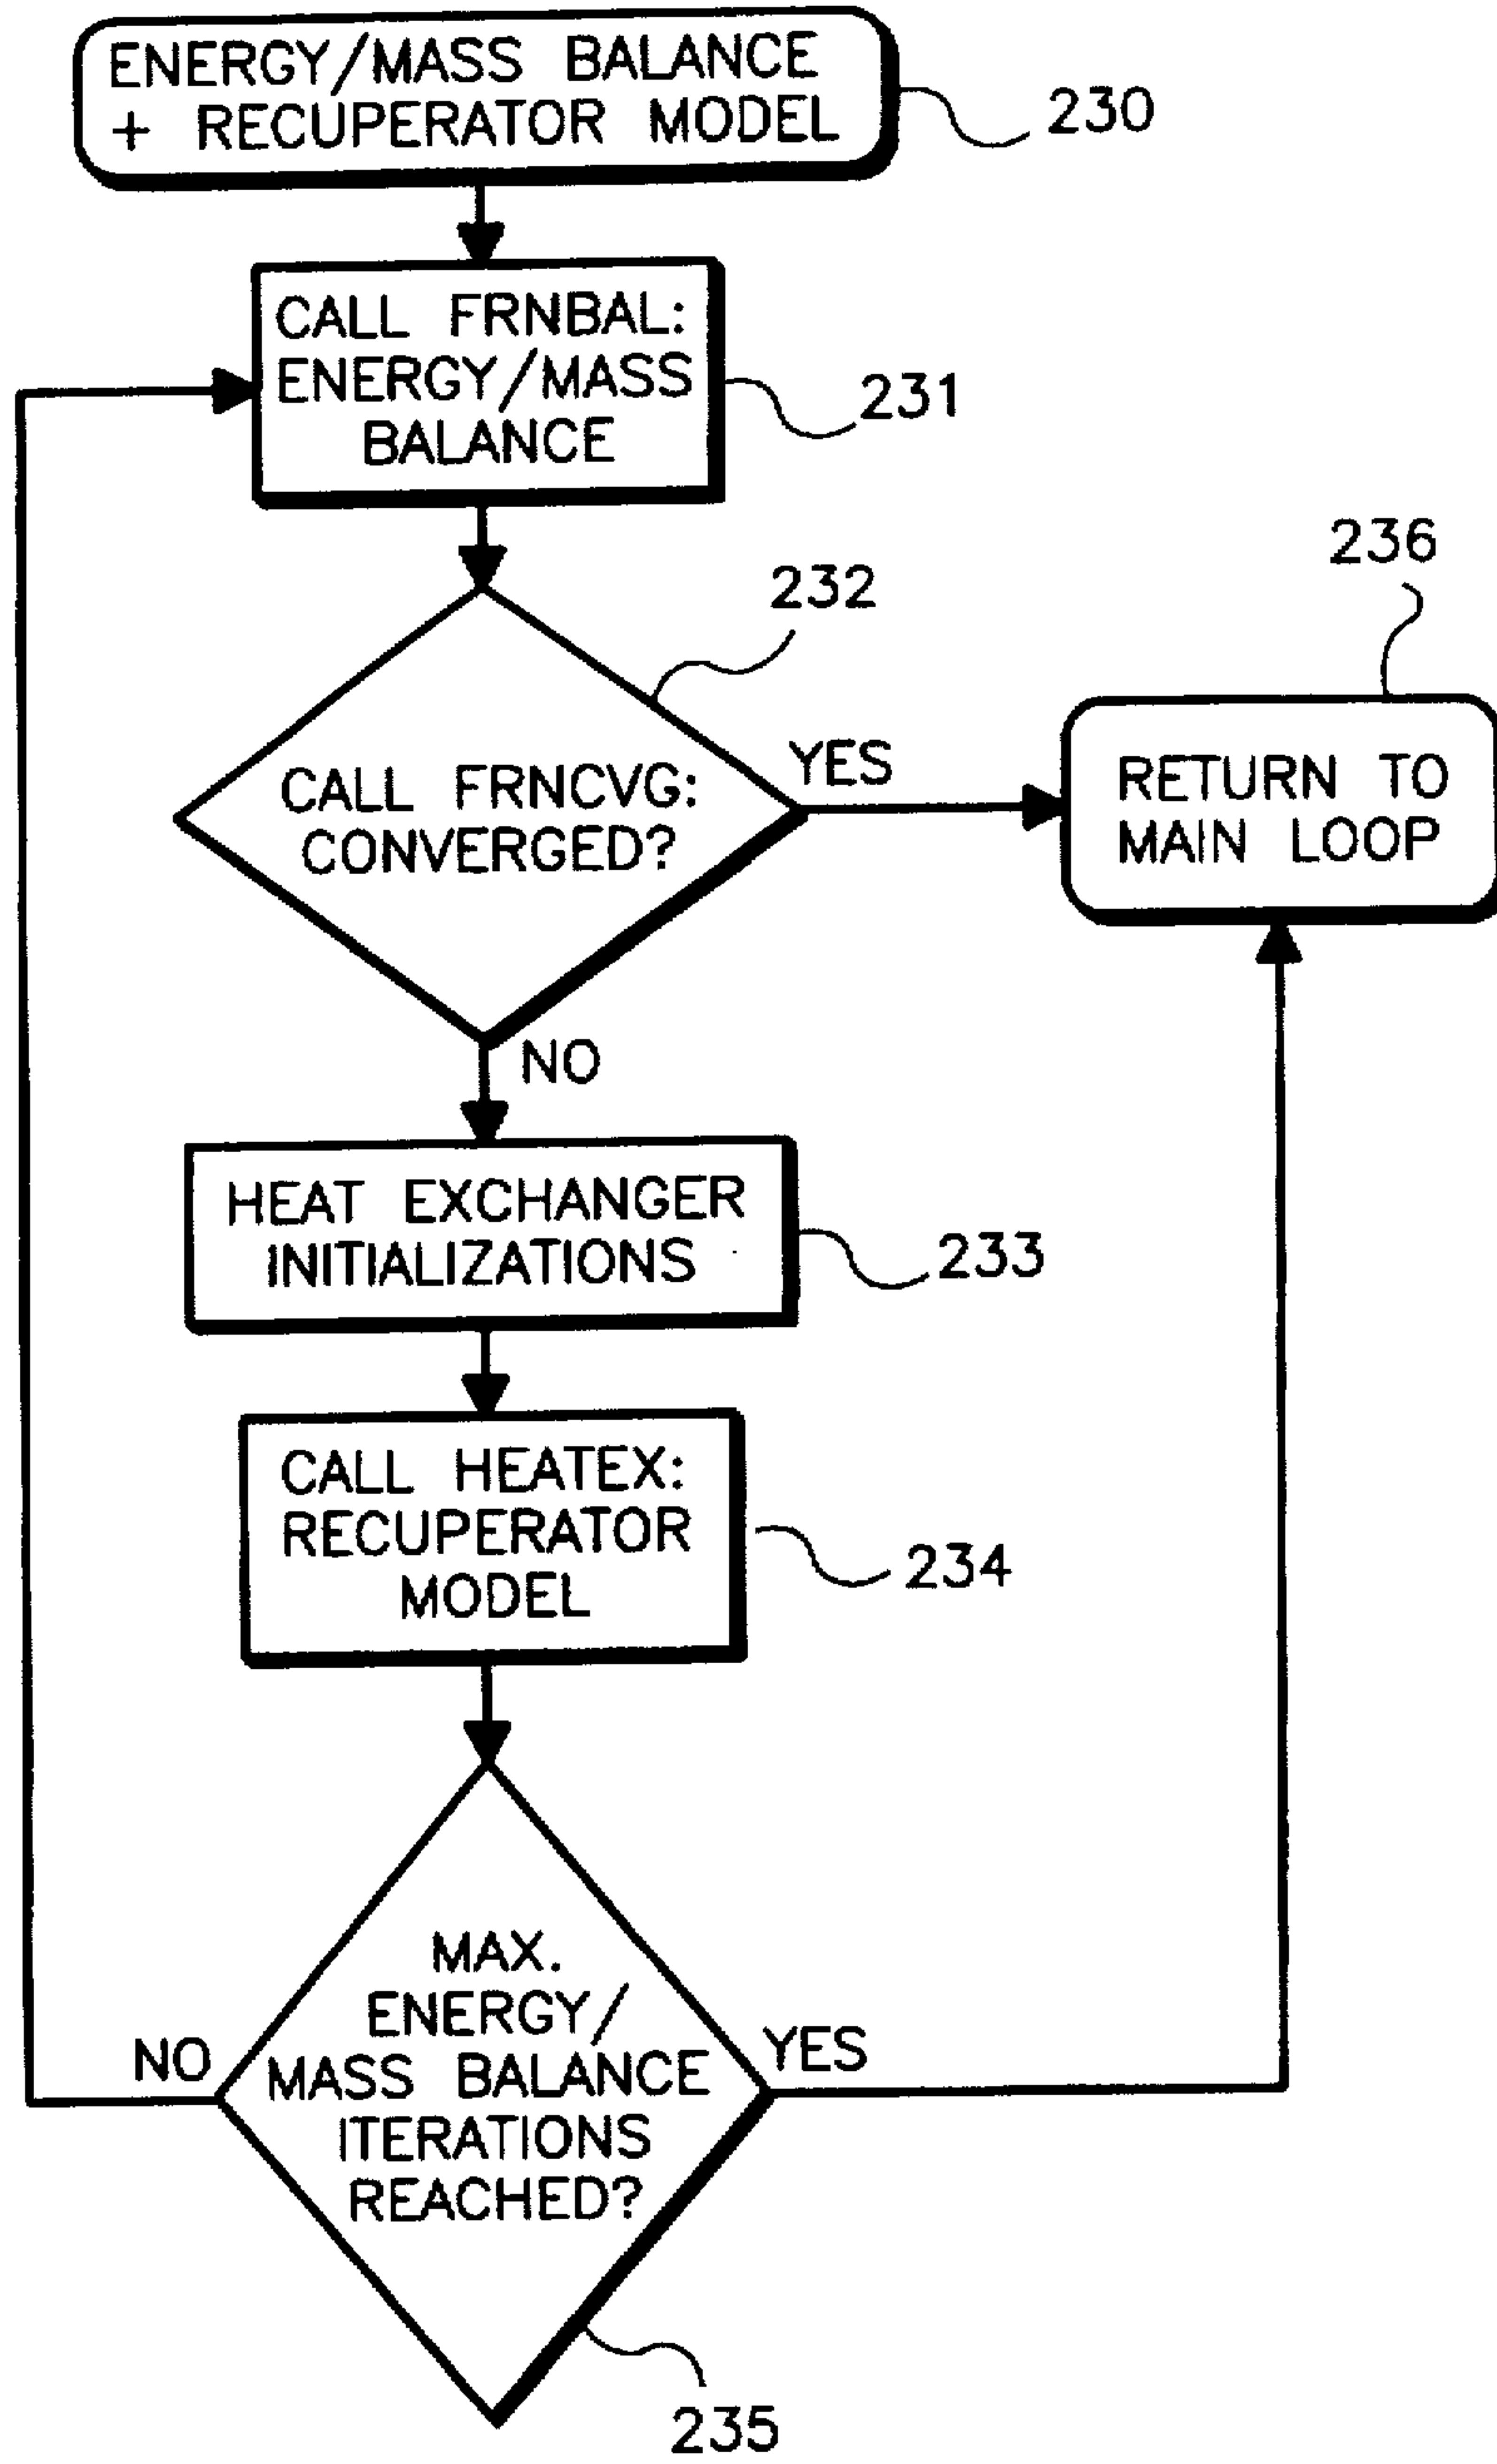 ENERGY/MASS BALANCE
+ RECUPERATOR MODEL
230
CALL FRNBAL:
ENERGY/MASS
BALANCE
231
232
CALL FRNCVG:
CONVERGED?
YES
236
RETURN TO
MAIN LOOP
NO
HEAT EXCHANGER
INITIALIZATIONS
233
CALL HEATEX:
RECUPERATOR
MODEL
234
MAX.
ENERGY/
MASS BALANCE
ITERATIONS
REACHED?
NO
YES
235